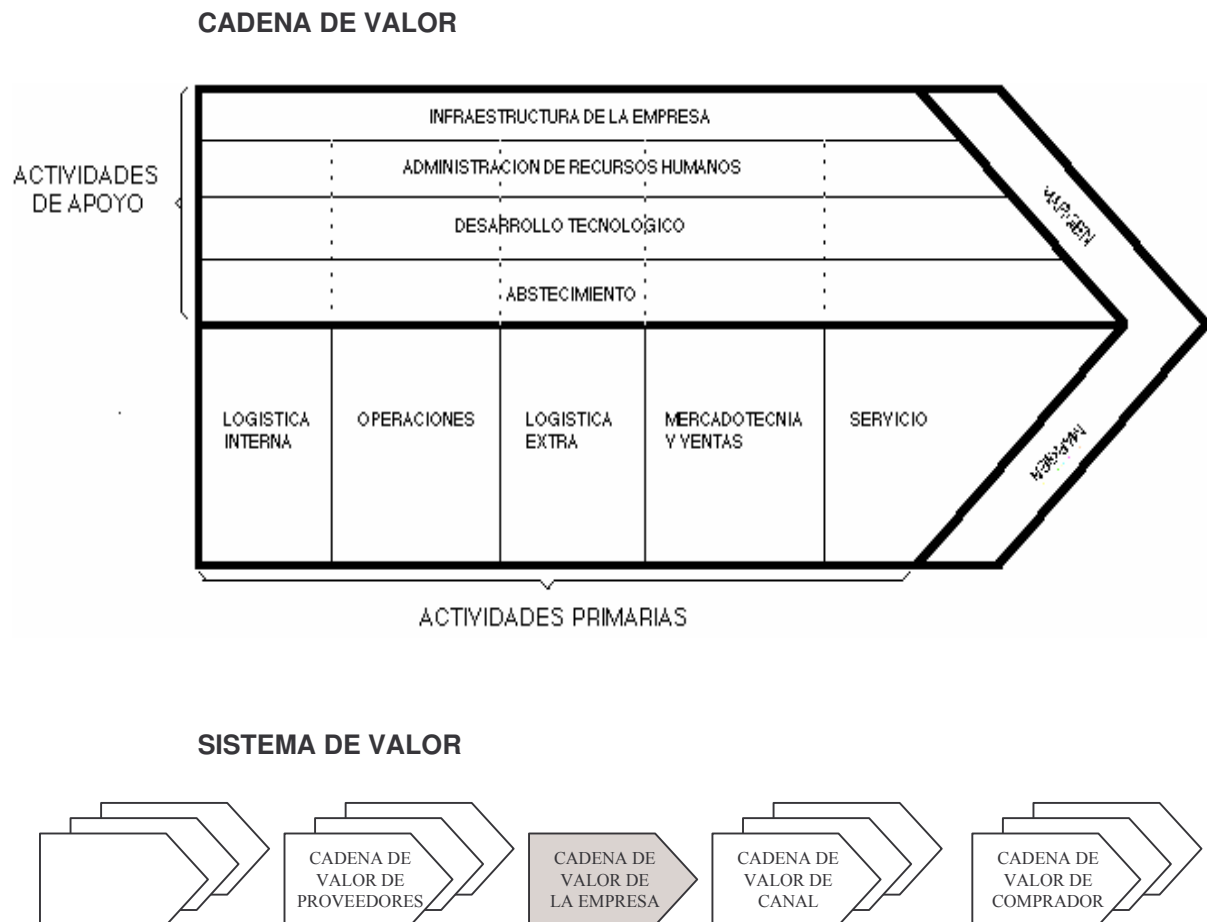 CADENA DE VALOR
INFRAESTRUCTURA DE LA EMPRESA
ACTIVIDADES
DE APOYO
ADMINISTRACION DE RECURSOS HUMANOS
DESARROLLO TECNOLOGICO
ABSTECIMIENTO
MARGEN
LOGISTICA
INTERNA
OPERACIONES
LOGISTICA
EXTRA
MERCADOTECNIA
Y VENTAS
SERVICIO
MARGEN
ACTIVIDADES PRIMARIAS
SISTEMA DE VALOR
CADENA DE
VALOR DE
PROVEEDORES
CADENA DE
VALOR DE
LA EMPRESA
CADENA DE
VALOR DE
CANAL
CADENA DE
VALOR DE
COMPRADOR